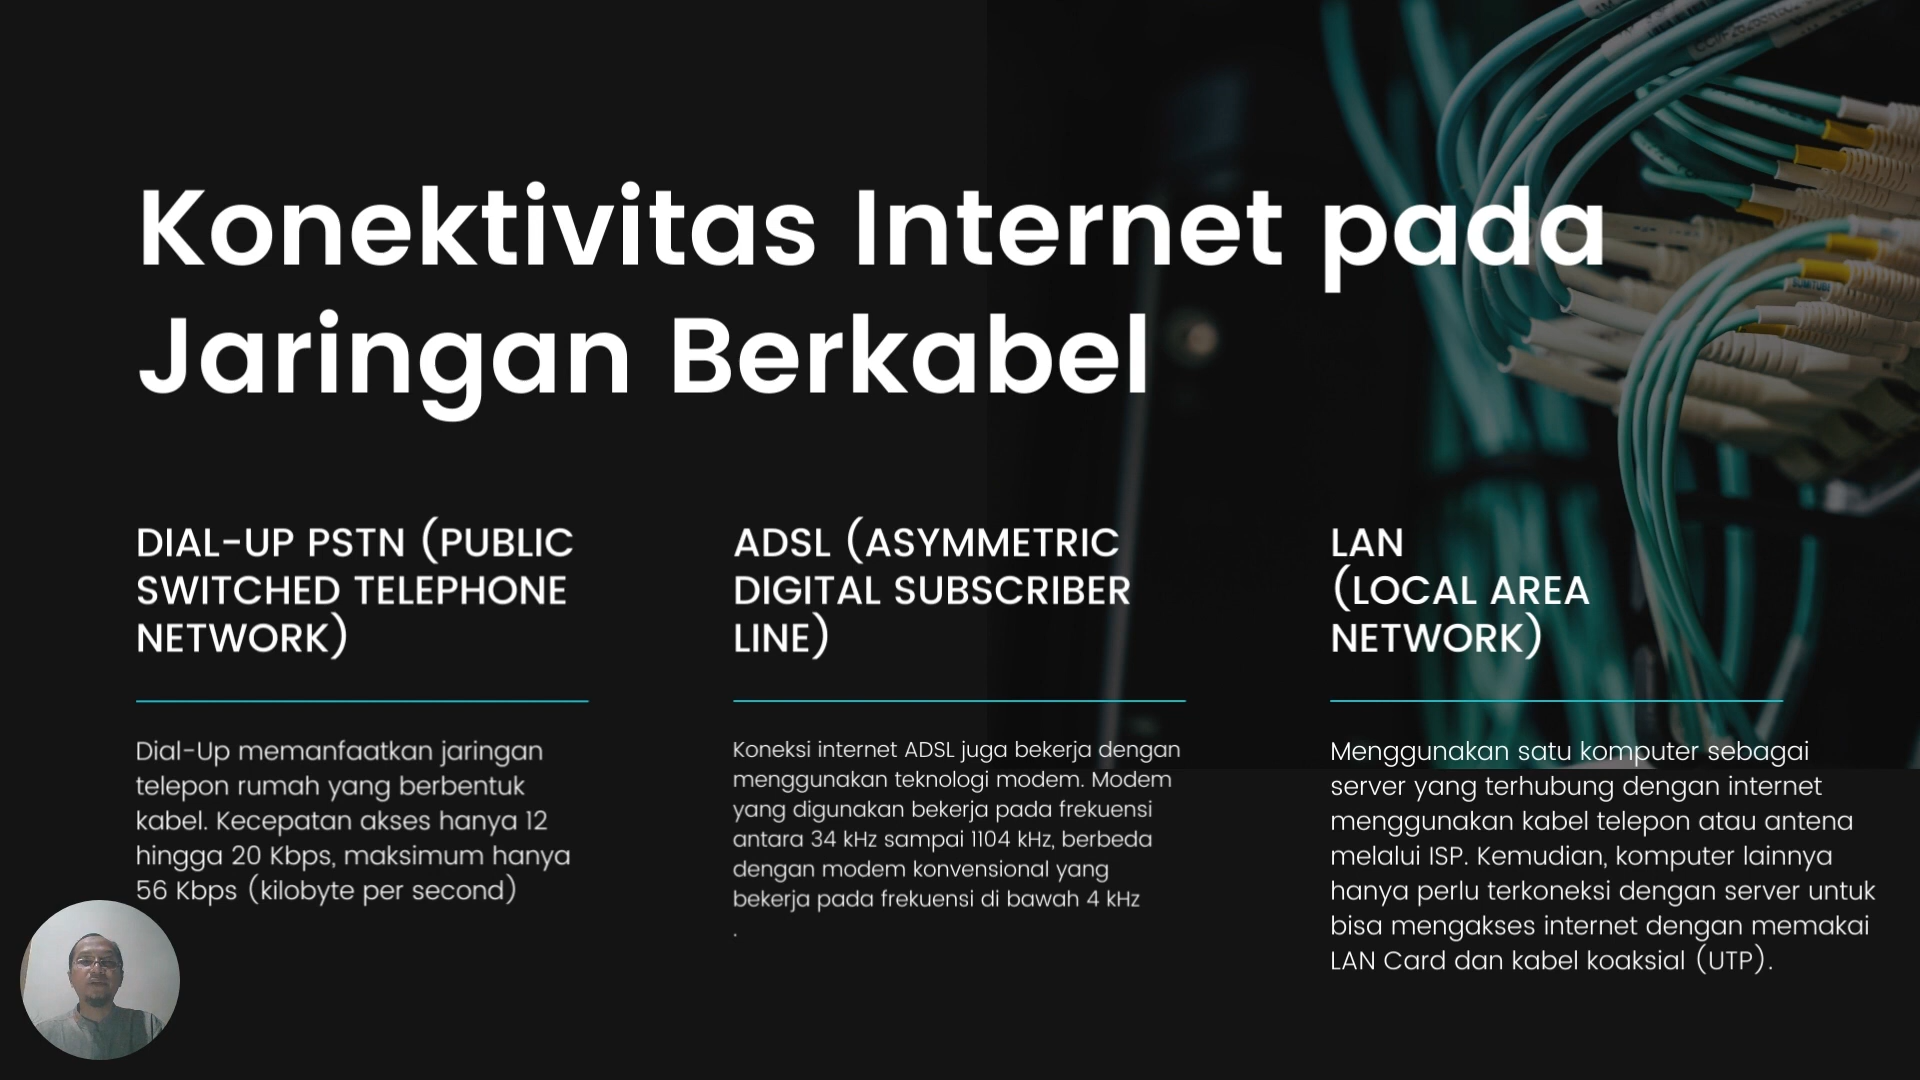 Konektivitas Internet pada
Jaringan Berkabel
DIAL-UP PSTN (PUBLIC
SWITCHED TELEPHONE
NETWORK)
Dial-Up memanfaatkan jaringan
telepon rumah yang berbentuk
kabel. Kecepatan akses hanya 12
hingga 20 Kbps, maksimum hanya
56 Kbps (kilobyte per second)
ADSL (ASYMMETRIC
DIGITAL SUBSCRIBER
LINE)
Koneksi internet ADSL juga bekerja dengan
menggunakan teknologi modem. Modem
yang digunakan bekerja pada frekuensi
antara 34 kHz sampai 1104 kHz, berbeda
dengan modem konvensional yang
bekerja pada frekuensi di bawah 4 kHz
.
LAN
(LOCAL AREA
NETWORK)
Menggunakan satu komputer sebagai
server yang terhubung dengan internet
menggunakan kabel telepon atau antena
melalui ISP. Kemudian, komputer lainnya
hanya perlu terkoneksi dengan server untuk
bisa mengakses internet dengan memakai
LAN Card dan kabel koaksial (UTP).